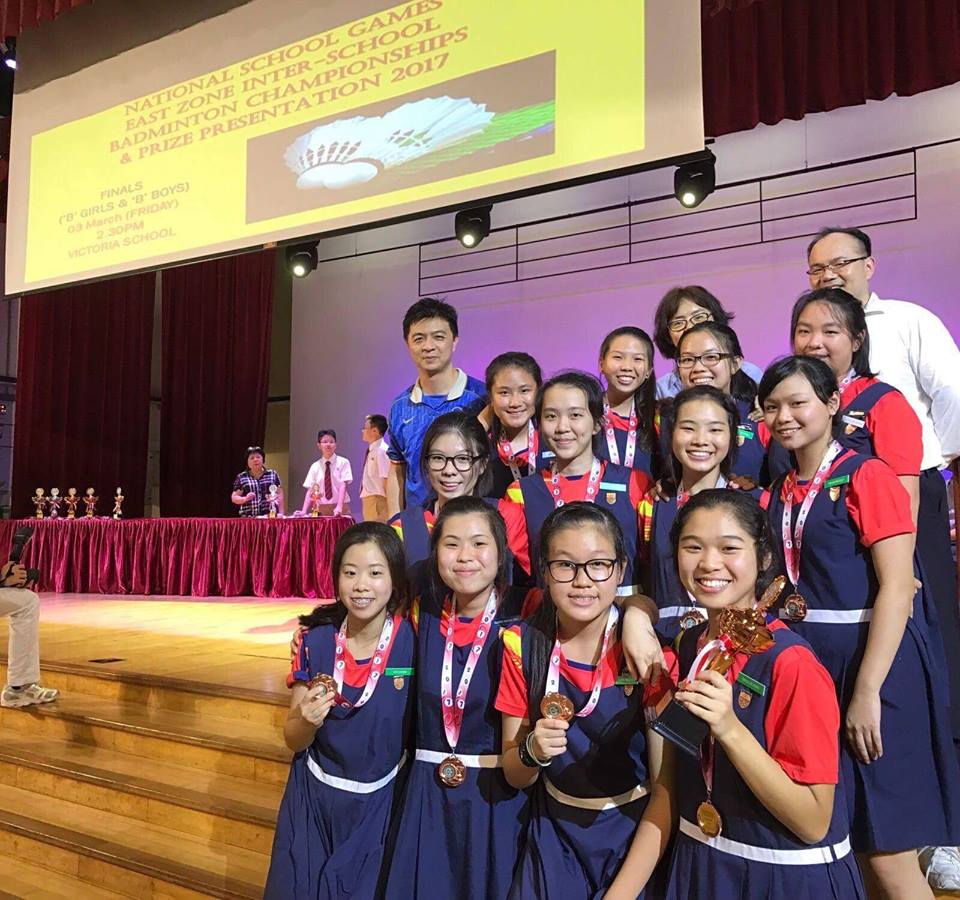 NATIONAL SCHOOL GAMES
EAST ZONE INTER-SCHOOL
BADMINTON CHAMPIONSHIPS
& PRIZE PRESENTATION 2017
FINALS
('B' GIRLS & 'B' BOYS)
03 March (FRIDAY)
2.30PM
VICTORIA SCHOOL